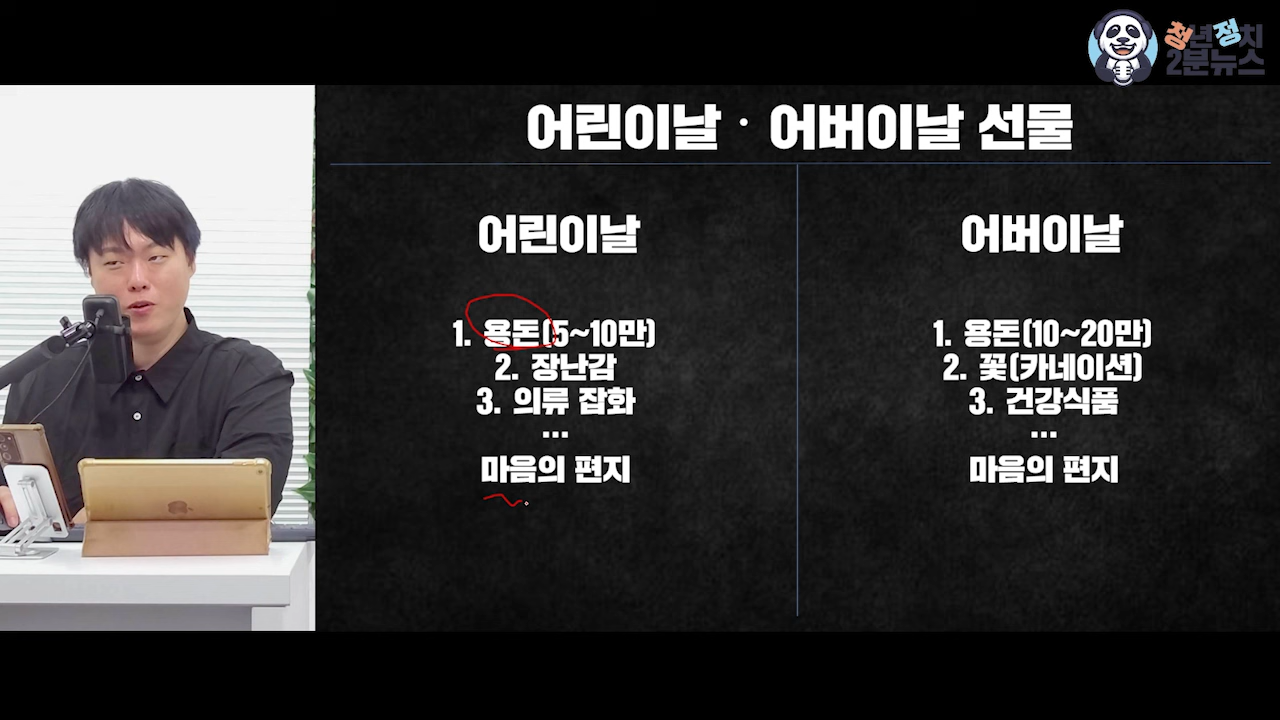 청년정치
2분뉴스
어린이날 · 어버이날 선물
어린이날
1. 용돈(5~10만)
2. 장난감
3. 의류 잡화
...
마음의 편지
어버이날
1. 용돈(10~20만)
2. 꽃(카네이션)
3. 건강식품
...
마음의 편지